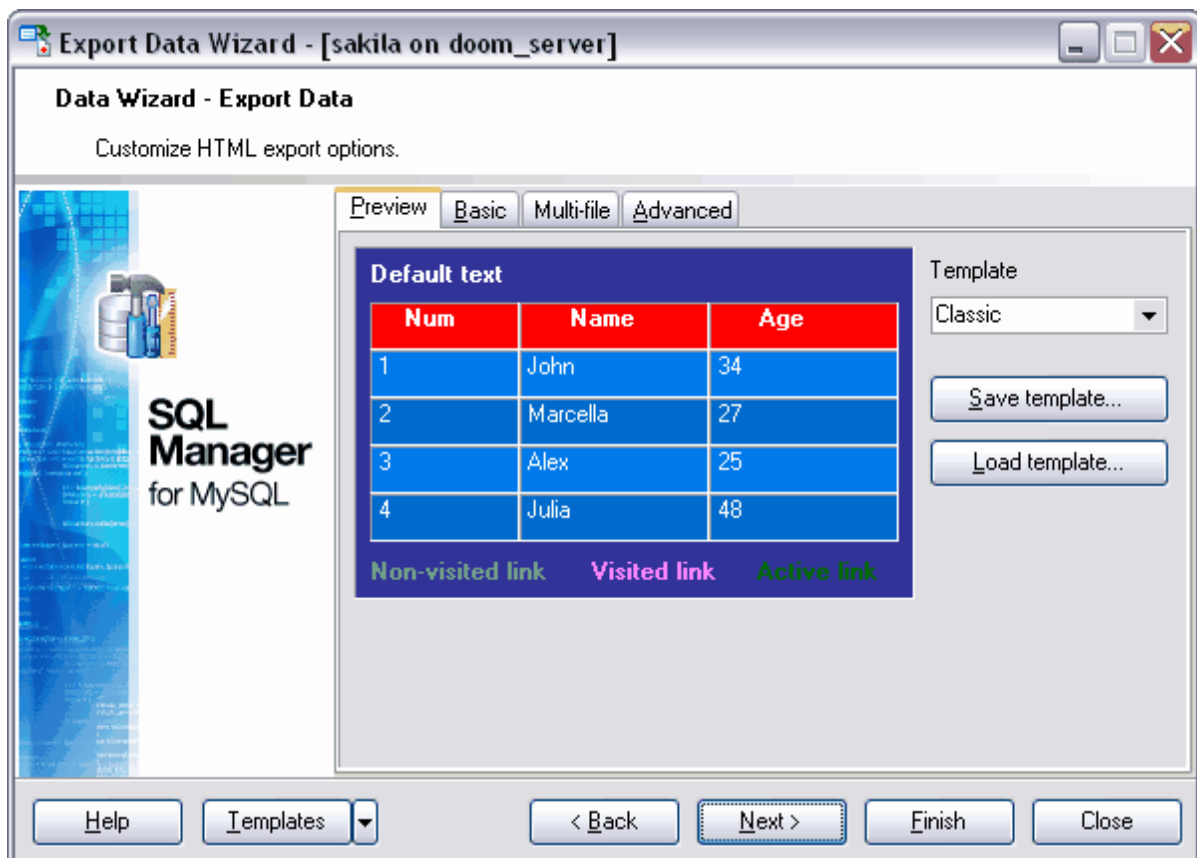 Export Data Wizard - [sakila on doom_server]
Data Wizard - Export Data
Customize HTML export options.
SQL
Manager
for MySQL
Preview Basic Multi-file Advanced
Default text
Num Name Age
1 John 34
2 Marcella 27
3 Alex 25
4 Julia 48
Non-visited link Visited link Active link
Template
Classic
Save template...
Load template...
Help Templates < Back Next > Finish Close